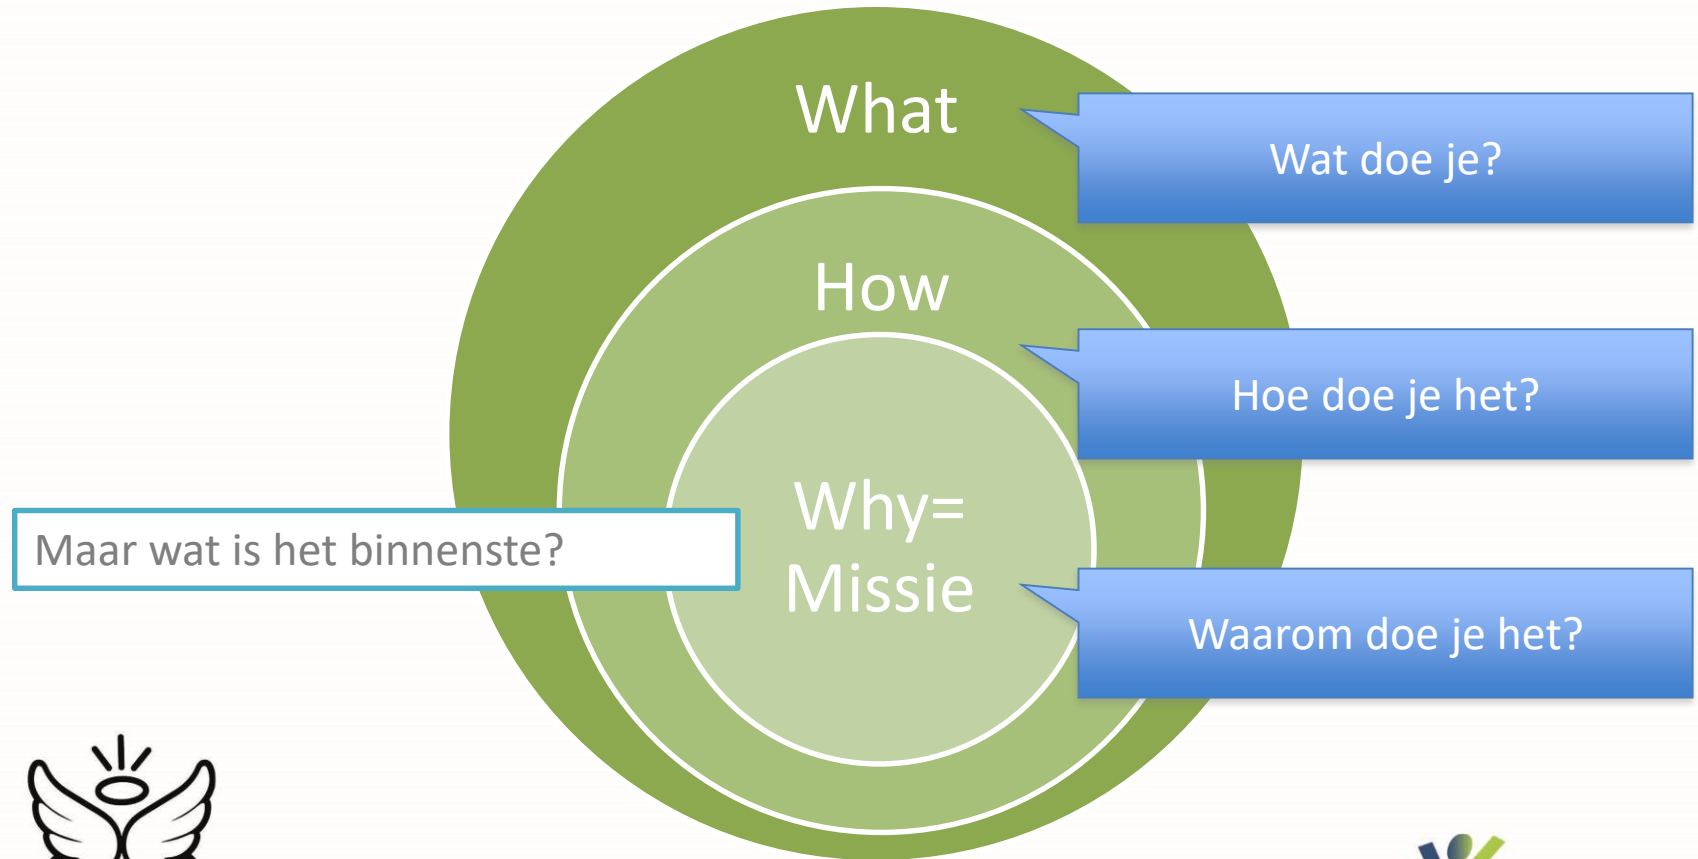 What
Wat doe je?
How
Hoe doe je het?
Why=
Missie
Maar wat is het binnenste?
Waarom doe je het?